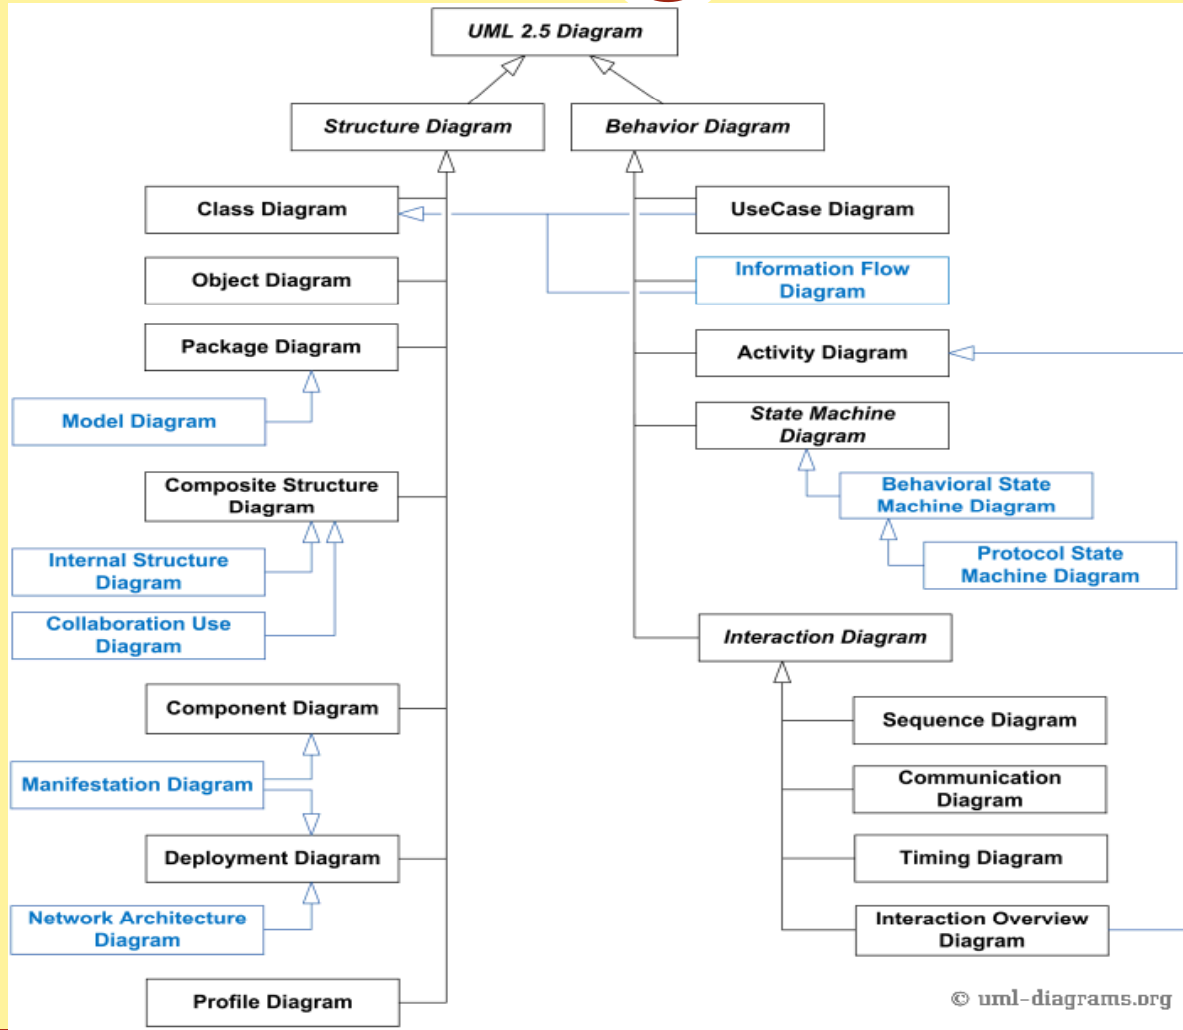 UML 2.5 Diagram
Structure Diagram
Behavior Diagram
Class Diagram
UseCase Diagram
Object Diagram
Information Flow
Diagram
Package Diagram
Activity Diagram
Model Diagram
State Machine
Diagram
Composite Structure
Diagram
Behavioral State
Machine Diagram
Internal Structure
Diagram
Protocol State
Machine Diagram
Collaboration Use
Diagram
Interaction Diagram
Component Diagram
Sequence Diagram
Manifestation Diagram
Communication
Diagram
Deployment Diagram
Timing Diagram
Network Architecture
Diagram
Interaction Overview
Diagram
Profile Diagram
© uml-diagrams.org